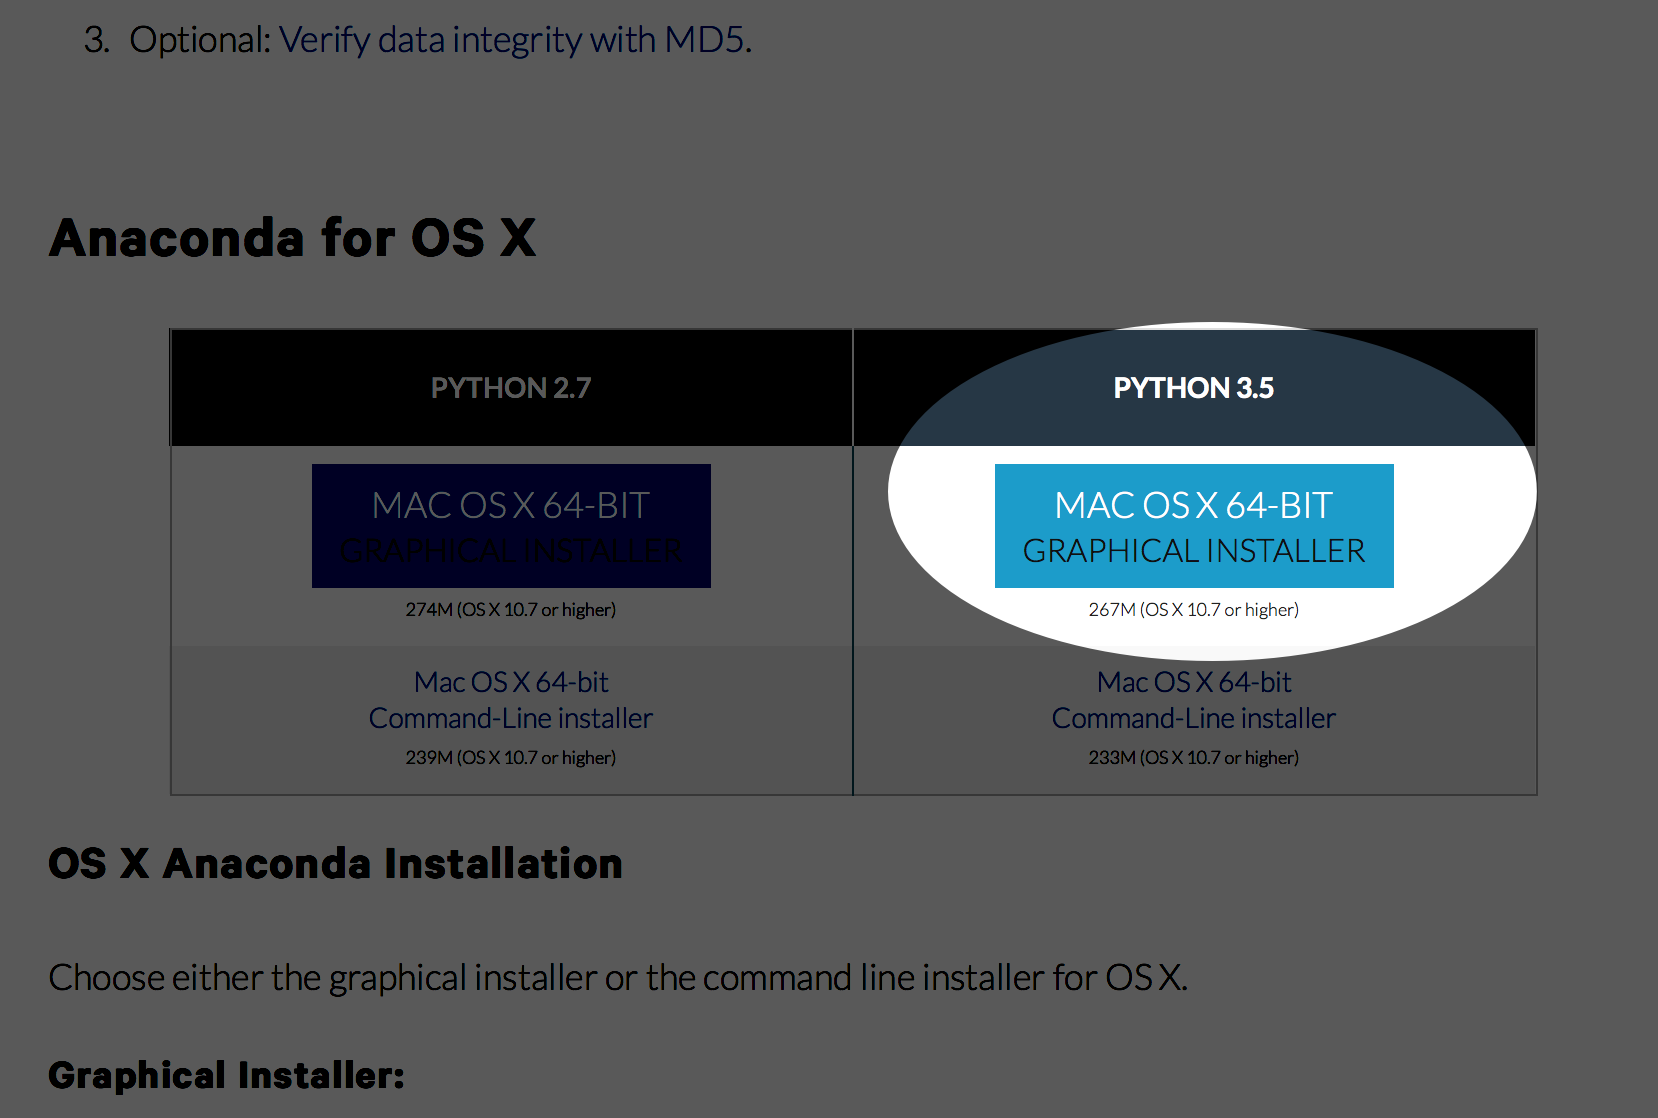 3. Optional: Verify data integrity with MD5.
Anaconda for OS X
PYTHON 2.7
PYTHON 3.5
MAC OS X 64-BIT
GRAPHICAL INSTALLER
274M (OS X 10.7 or higher)
MAC OS X 64-BIT
GRAPHICAL INSTALLER
267M (OS X 10.7 or higher)
Mac OS X 64-bit
Command-Line installer
239M (OS X 10.7 or higher)
Mac OS X 64-bit
Command-Line installer
233M (OS X 10.7 or higher)
OS X Anaconda Installation
Choose either the graphical installer or the command line installer for OS X.
Graphical Installer: